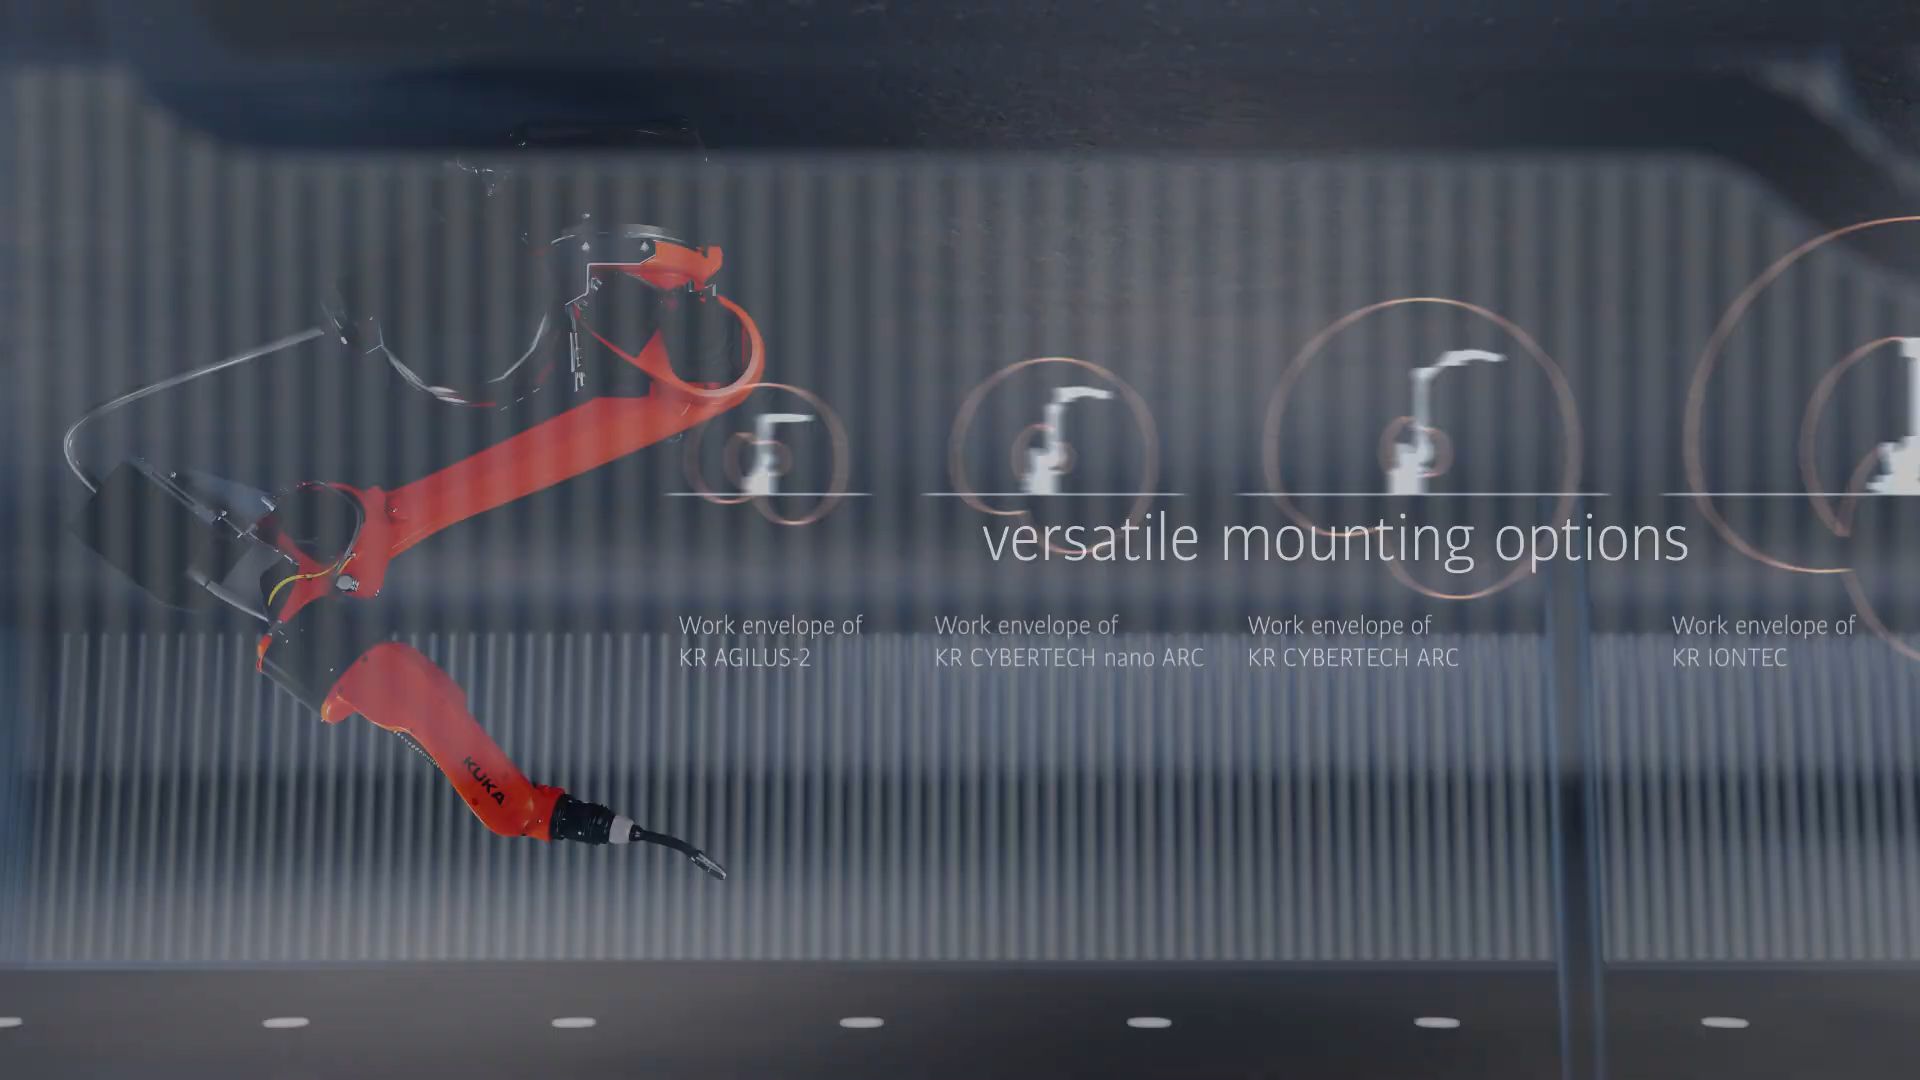 versatile mounting options
Work envelope of
KR AGILUS-2
Work envelope of
KR CYBERTECH nano ARC
Work envelope of
KR CYBERTECH ARC
Work envelope of
KR IONTEC
KUKA